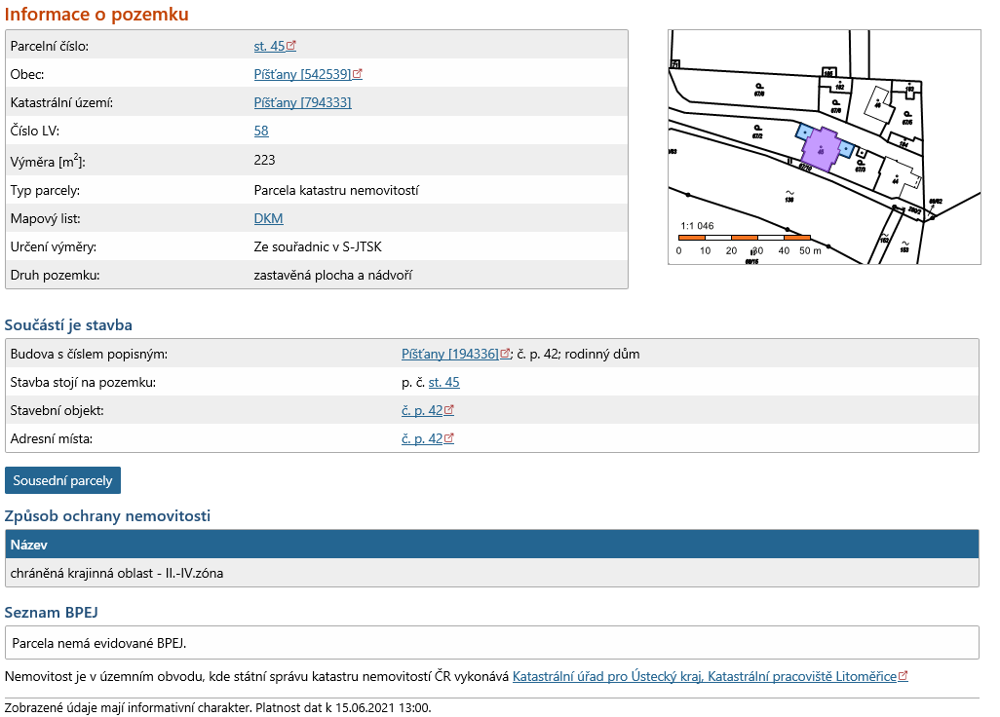 Informace o pozemku
Parcelní číslo: st. 45
Obec: Píšťany [542539]
Katastrální území: Píšťany [794333]
Číslo LV: 58
Výměra [m2]: 223
Typ parcely: Parcela katastru nemovitostí
Mapový list: DKM
Určení výměry: Ze souřadnic v S-JTSK
Druh pozemku: zastavěná plocha a nádvoří
1:1 046
0 10 20 30 40 50 m
Součástí je stavba
Budova s číslem popisným: Píšťany [194336]; č. p. 42; rodinný dům
Stavba stojí na pozemku: p. č. st. 45
Stavební objekt: č. p. 42
Adresní místa: č. p. 42
Sousední parcely
Způsob ochrany nemovitosti
Název
chráněná krajinná oblast - II.-IV.zóna
Seznam BPEJ
Parcela nemá evidované BPEJ.
Nemovitost je v územním obvodu, kde státní správu katastru nemovitostí ČR vykonává Katastrální úřad pro Ústecký kraj, Katastrální pracoviště Litoměřice
Zobrazené údaje mají informativní charakter. Platnost dat k 15.06.2021 13:00.